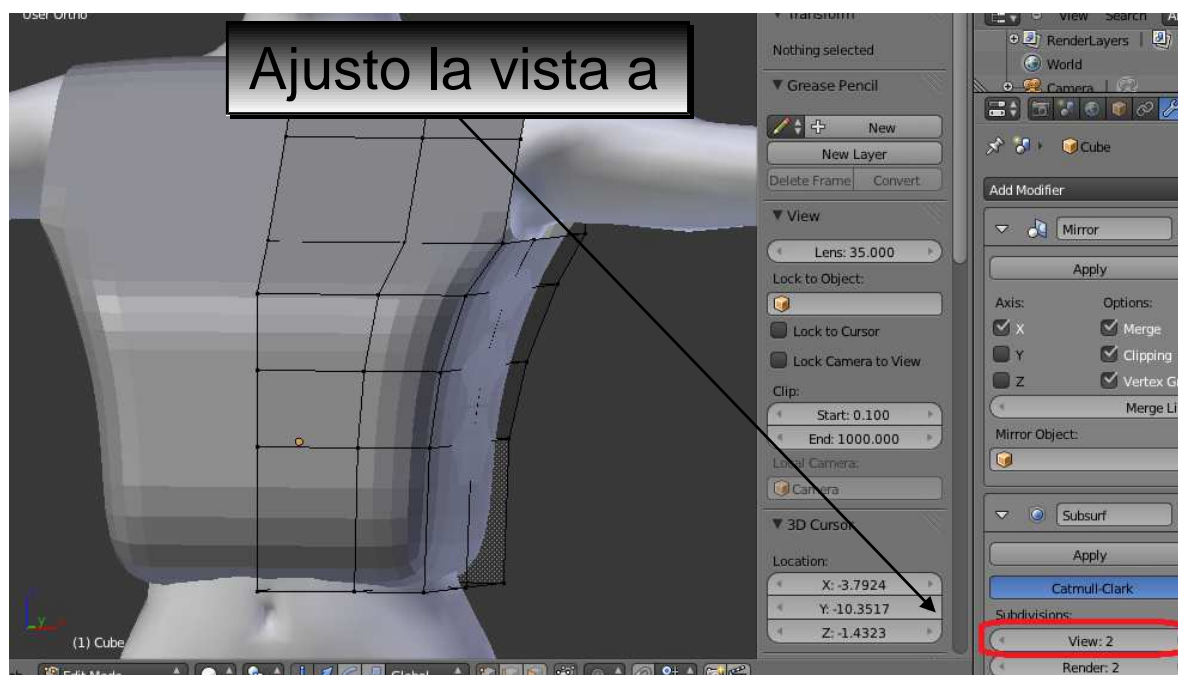 User Ortho
Ajusto la vista a
(1) Cube
Edit Mode
Global
Transform
Nothing selected
Grease Pencil
New
New Layer
Delete Frame Convert
View
Lens: 35.000
Lock to Object:
Lock to Cursor
Lock Camera to View
Clip:
Start: 0.100
End: 1000.000
Local Camera:
Camera
3D Cursor
Location:
X: -3.7924
Y: -10.3517
Z: -1.4323
View Search
RenderLayers
World
Camera
Cube
Add Modifier
Mirror
Apply
Axis: Options:
X Merge
Y Clipping
Z Vertex G
Merge Li
Mirror Object:
Subsurf
Apply
Catmull-Clark
Subdivisions:
View: 2
Render: 2